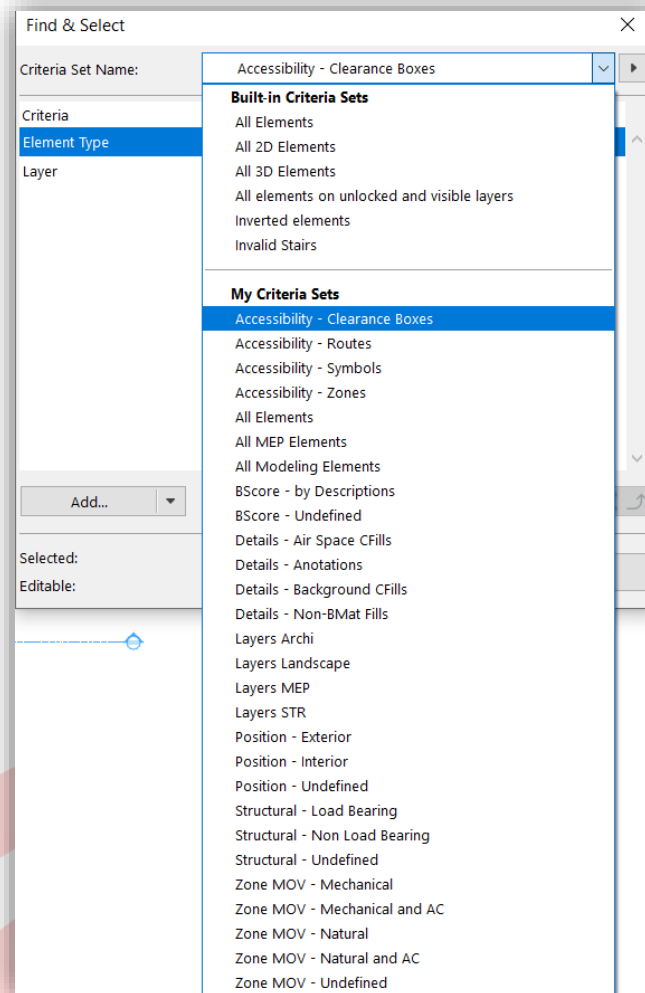 Find & Select
Criteria Set Name:
Accessibility - Clearance Boxes
Criteria
Element Type
Layer
Built-in Criteria Sets
All Elements
All 2D Elements
All 3D Elements
All elements on unlocked and visible layers
Inverted elements
Invalid Stairs
My Criteria Sets
Accessibility - Clearance Boxes
Accessibility - Routes
Accessibility - Symbols
Accessibility - Zones
All Elements
All MEP Elements
All Modeling Elements
BScore - by Descriptions
BScore - Undefined
Details - Air Space CFills
Details - Anotations
Details - Background CFills
Details - Non-BMat Fills
Layers Archi
Layers Landscape
Layers MEP
Layers STR
Position - Exterior
Position - Interior
Position - Undefined
Structural - Load Bearing
Structural - Non Load Bearing
Structural - Undefined
Zone MOV - Mechanical
Zone MOV - Mechanical and AC
Zone MOV - Natural
Zone MOV - Natural and AC
Zone MOV - Undefined
Add...
Selected:
Editable: